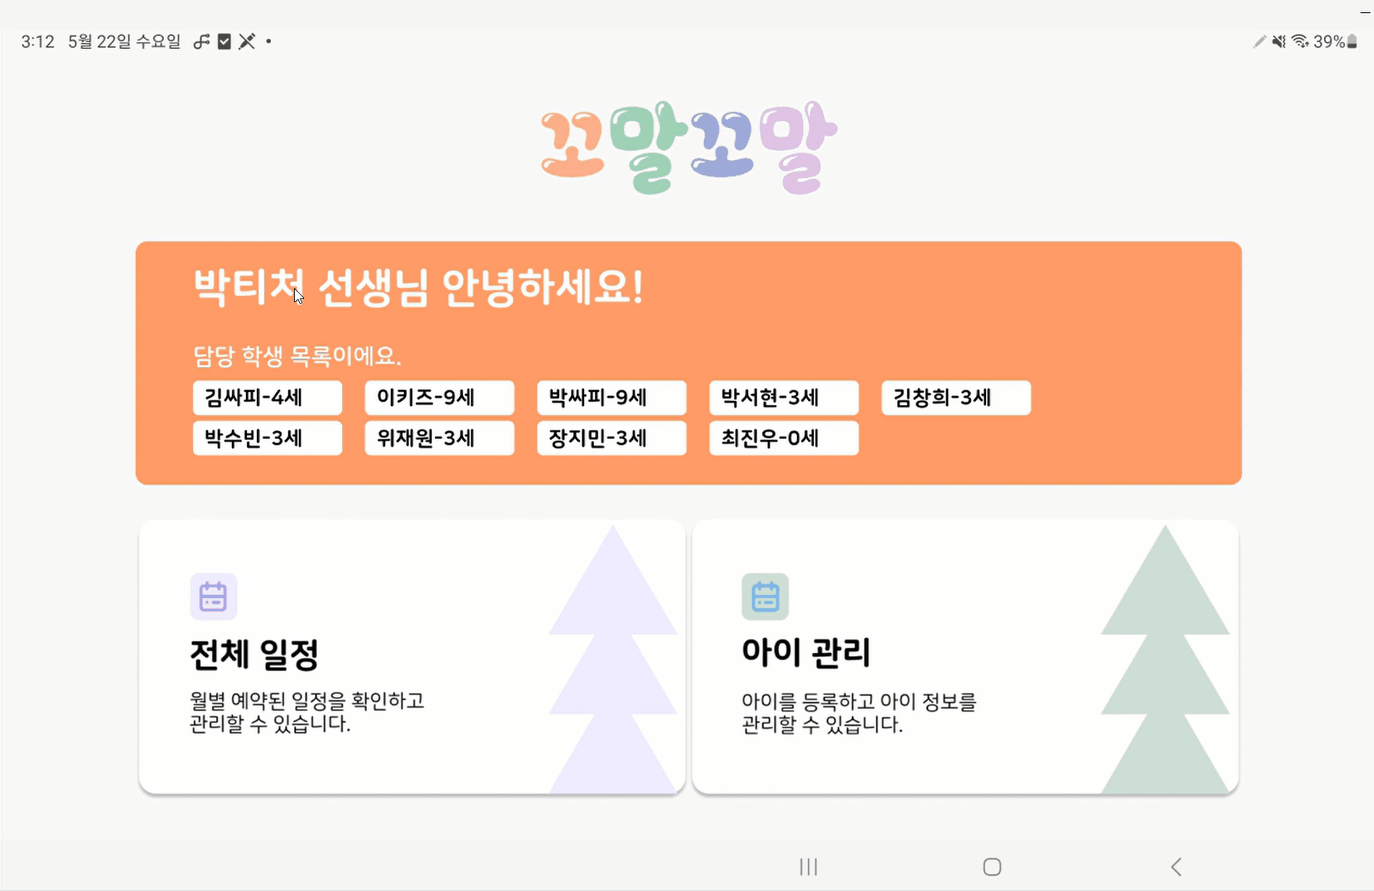 3:12 5월 22일 수요일
39%
꼬말꼬말
박티처 선생님 안녕하세요!
담당 학생 목록이에요.
김싸피-4세 이키즈-9세 박싸피-9세 박서현-3세 김창희-3세
박수빈-3세 위재원-3세 장지민-3세 최진우-0세
전체 일정
월별 예약된 일정을 확인하고
관리할 수 있습니다.
아이 관리
아이를 등록하고 아이 정보를
관리할 수 있습니다.